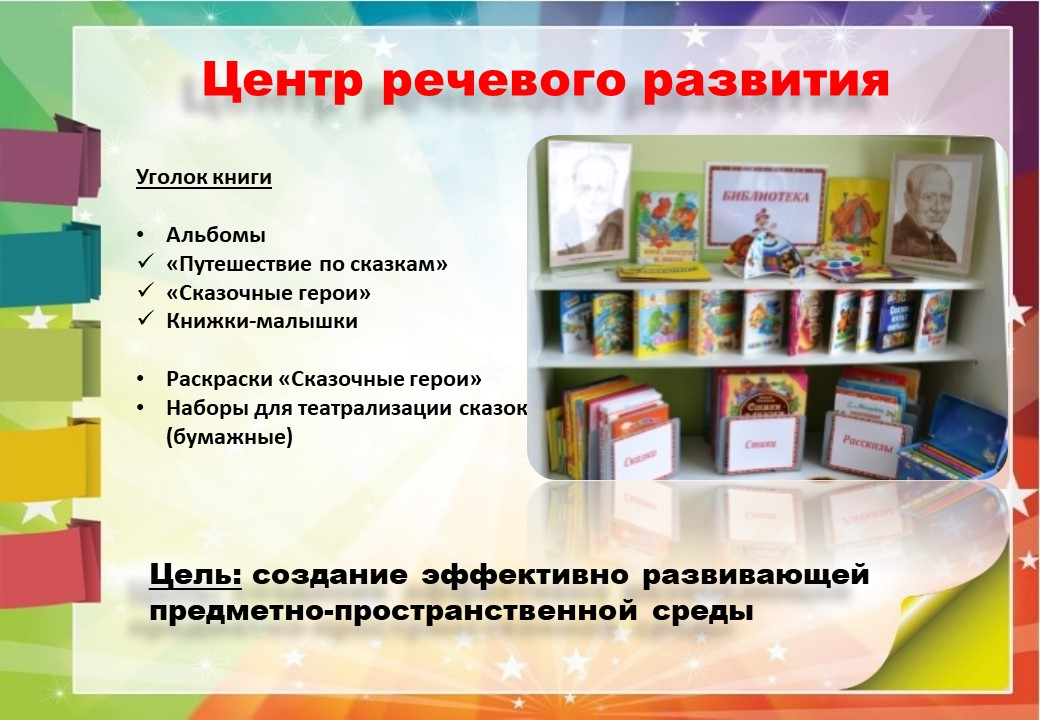 Центр речевого развития
Уголок книги
• Альбомы
✓ «Путешествие по сказкам»
✓ «Сказочные герои»
✓ Книжки-малышки
• Раскраски «Сказочные герои»
• Наборы для театрализации сказок
(бумажные)
БИБЛИОТЕКА
Сказки
Стихи
Рассказы
Цель: создание эффективно развивающей
предметно-пространственной среды